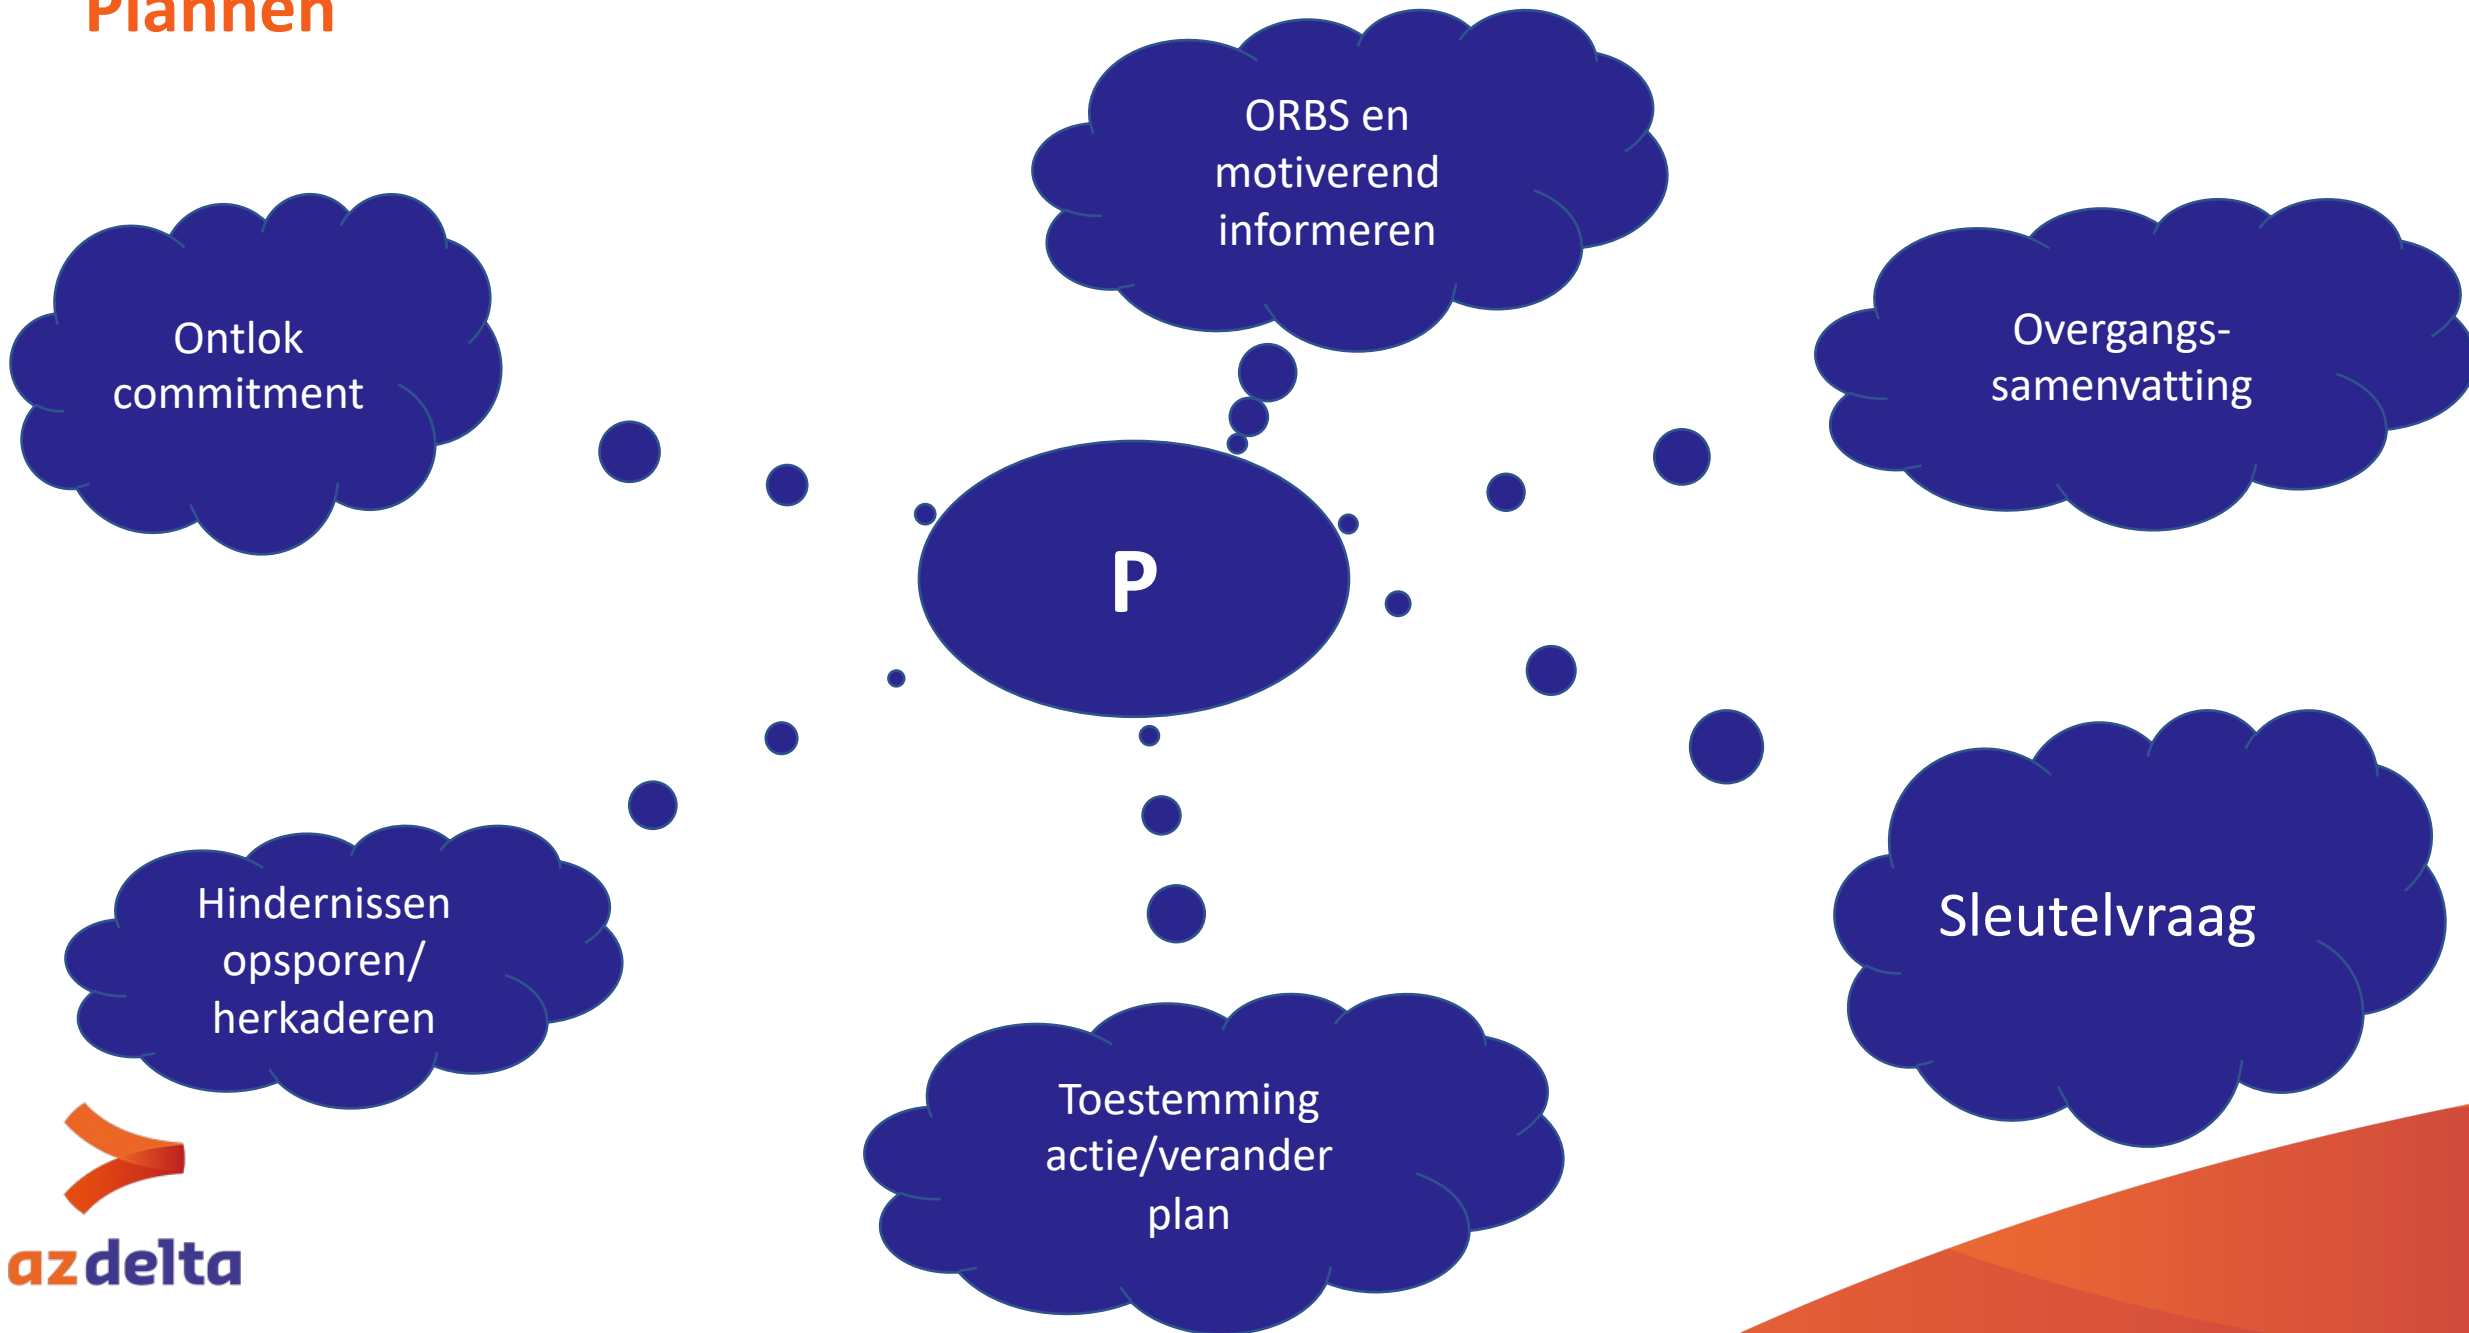 Plannen
ORBS en
motiverend
informeren
Ontlok
commitment
Overgangs-
samenvatting
P
Hindernissen
opsporen/
herkaderen
Sleutelvraag
Toestemming
actie/verander
plan
azdelta